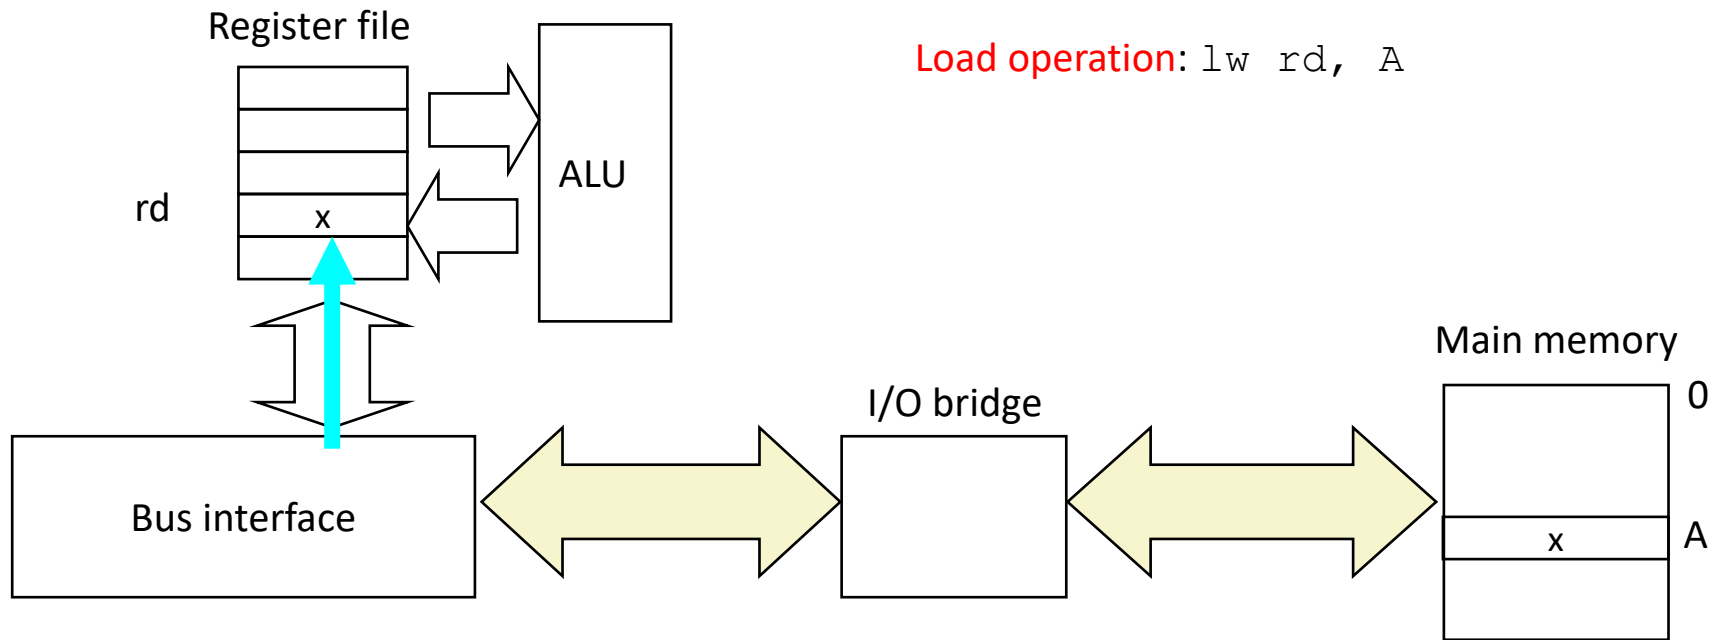 Register file
Load operation: lw rd, A
ALU
rd
x
Main memory
0
I/O bridge
Bus interface
x
A